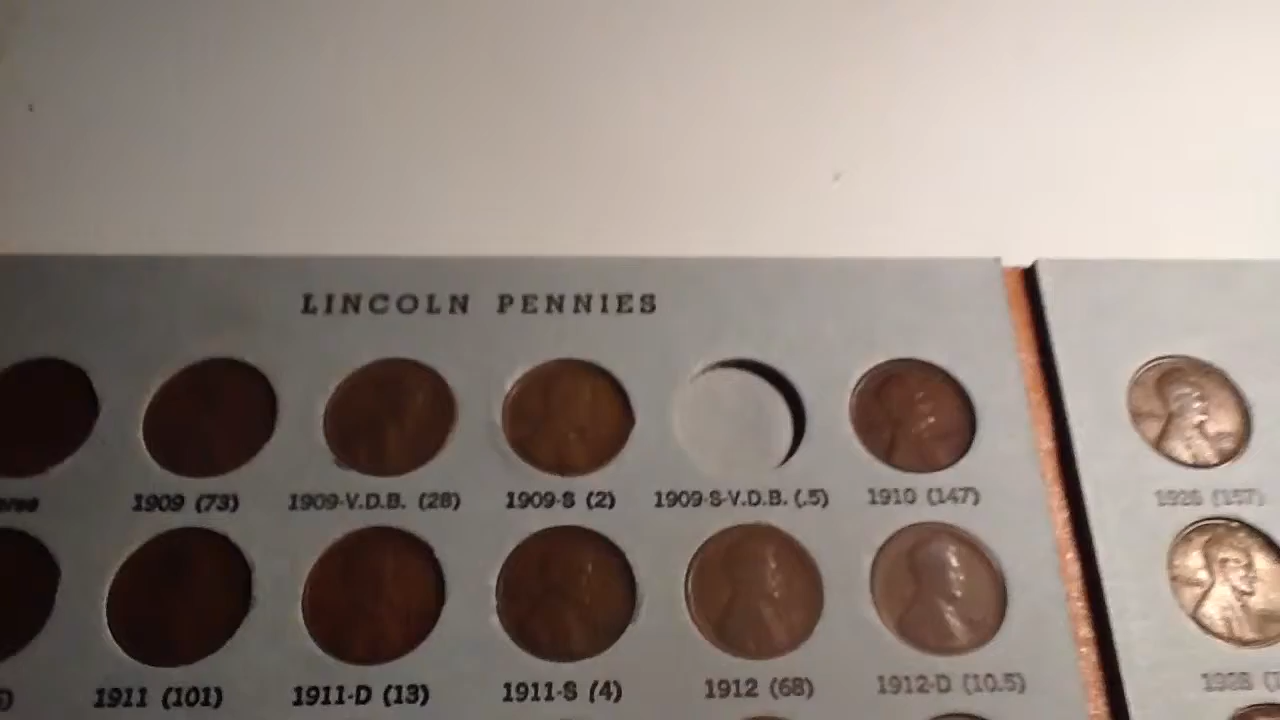 LINCOLN PENNIES
1909 (73) 1909-V.D.B. (28) 1909-S (2) 1909-S-V.D.B. (.5) 1910 (147)
1911 (101) 1911-D (13) 1911-S (4) 1912 (68) 1912-D (10.5)